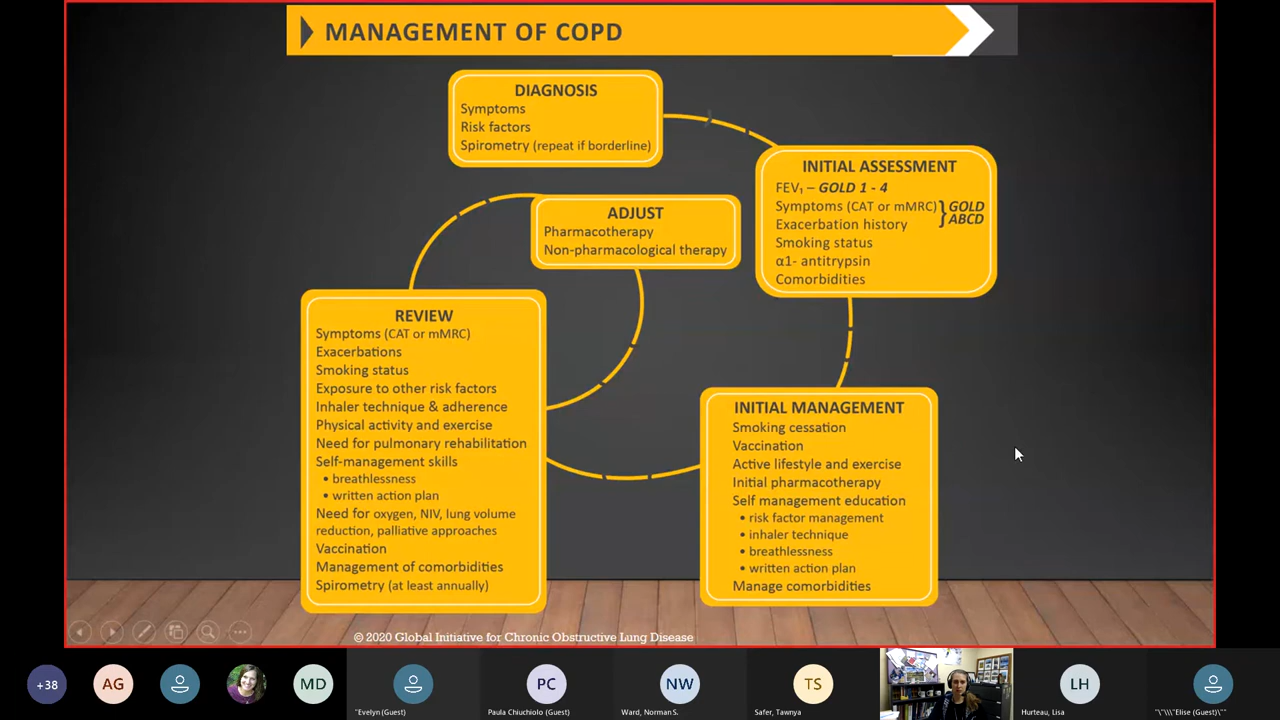 MANAGEMENT OF COPD
DIAGNOSIS
Symptoms
Risk factors
Spirometry (repeat if borderline)
INITIAL ASSESSMENT
FEV₁ – GOLD 1 - 4
Symptoms (CAT or mMRC)
Exacerbation history
GOLD
ABCD
Smoking status
α1- antitrypsin
Comorbidities
ADJUST
Pharmacotherapy
Non-pharmacological therapy
REVIEW
Symptoms (CAT or mMRC)
Exacerbations
Smoking status
Exposure to other risk factors
Inhaler technique & adherence
Physical activity and exercise
Need for pulmonary rehabilitation
Self-management skills
• breathlessness
• written action plan
Need for oxygen, NIV, lung volume
reduction, palliative approaches
Vaccination
Management of comorbidities
Spirometry (at least annually)
INITIAL MANAGEMENT
Smoking cessation
Vaccination
Active lifestyle and exercise
Initial pharmacotherapy
Self management education
• risk factor management
• inhaler technique
• breathlessness
• written action plan
Manage comorbidities
© 2020 Global Initiative for Chronic Obstructive Lung Disease
+38
AG
MD
"Evelyn (Guest)
PC
Paula Chiuchiolo (Guest)
NW
Ward, Norman S.
TS
Safer, Tawnya
LH
Hurteau, Lisa
"\"\\\"Elise (Guest)\""